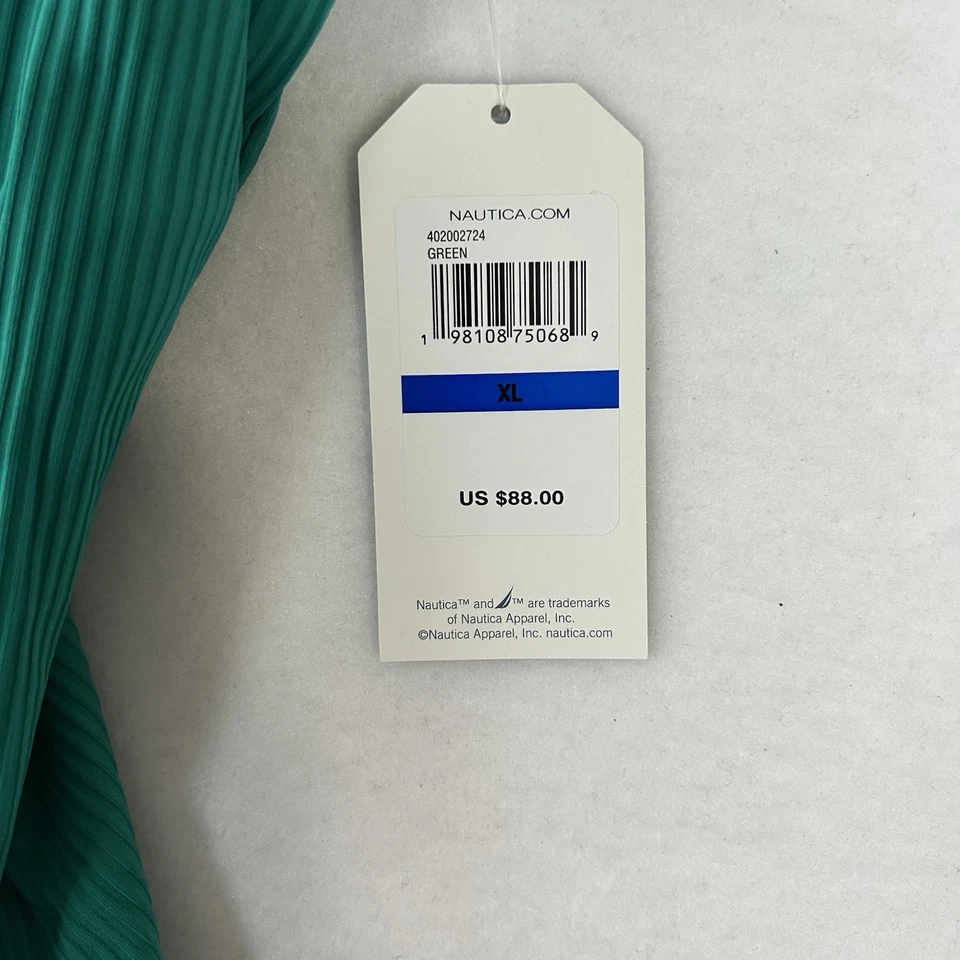 NAUTICA.COM
402002724
GREEN
1 98108 75068 9
XL
US $88.00
Nautica™ and ™ are trademarks
of Nautica Apparel, Inc.
©Nautica Apparel, Inc. nautica.com